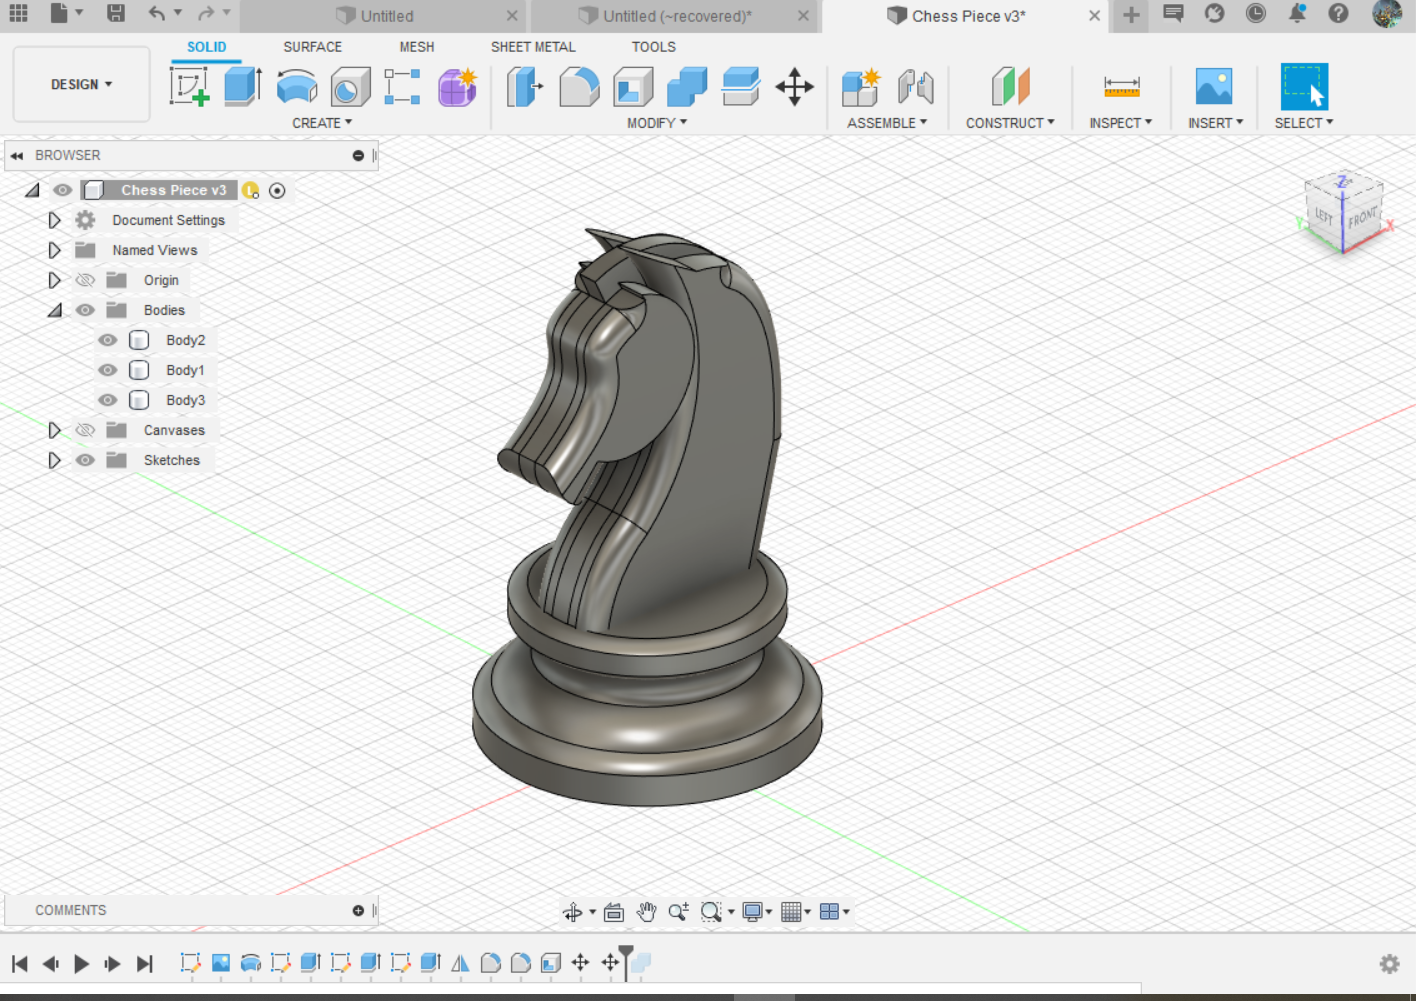 Untitled
Untitled (~recovered)*
Chess Piece v3*
SOLID SURFACE MESH SHEET METAL TOOLS
DESIGN
CREATE MODIFY ASSEMBLE CONSTRUCT INSPECT INSERT SELECT
BROWSER
Chess Piece v3
Document Settings
Named Views
Origin
Bodies
Body2
Body1
Body3
Canvases
Sketches
Z
LEFT FRONT
Y X
COMMENTS